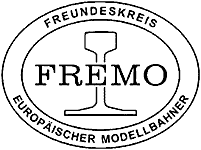 FREUNDESKREIS
FREMO
EUROPÄISCHER MODELLBAHNER